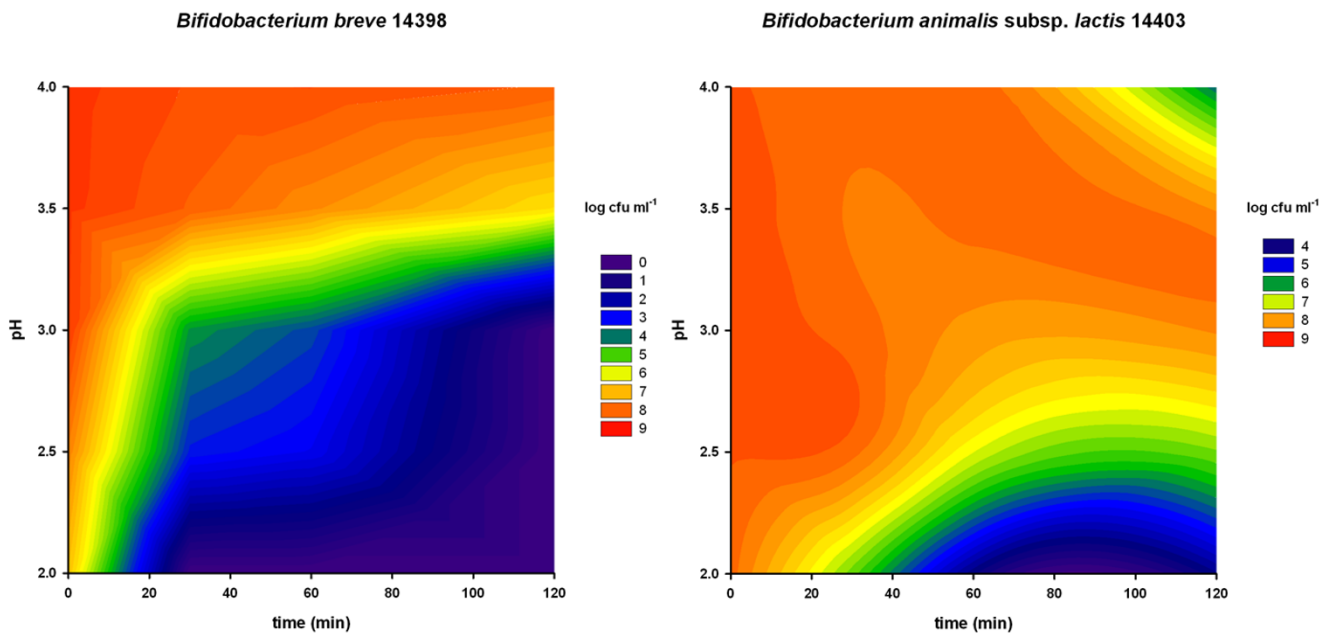 Bifidobacterium breve 14398
4.0
3.5
3.0
2.5
2.0
pH
0 20 40 60 80 100 120
time (min)
log cfu ml-1
0
1
2
3
4
5
6
7
8
9
Bifidobacterium animalis subsp. lactis 14403
4.0
3.5
3.0
2.5
2.0
pH
0 20 40 60 80 100 120
time (min)
log cfu ml-1
4
5
6
7
8
9